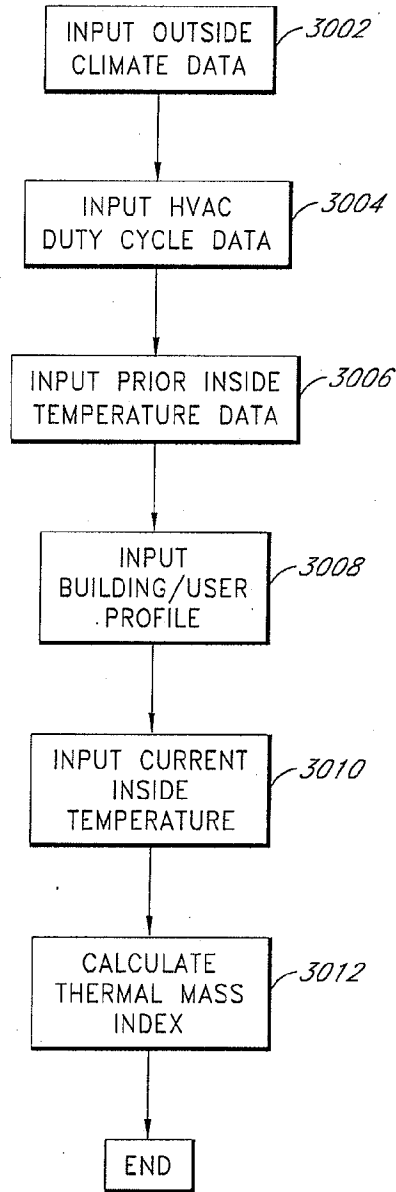 INPUT OUTSIDE
CLIMATE DATA
3002
INPUT HVAC
DUTY CYCLE DATA
3004
INPUT PRIOR INSIDE
TEMPERATURE DATA
3006
INPUT
BUILDING/USER
PROFILE
3008
INPUT CURRENT
INSIDE
TEMPERATURE
3010
CALCULATE
THERMAL MASS
INDEX
3012
END